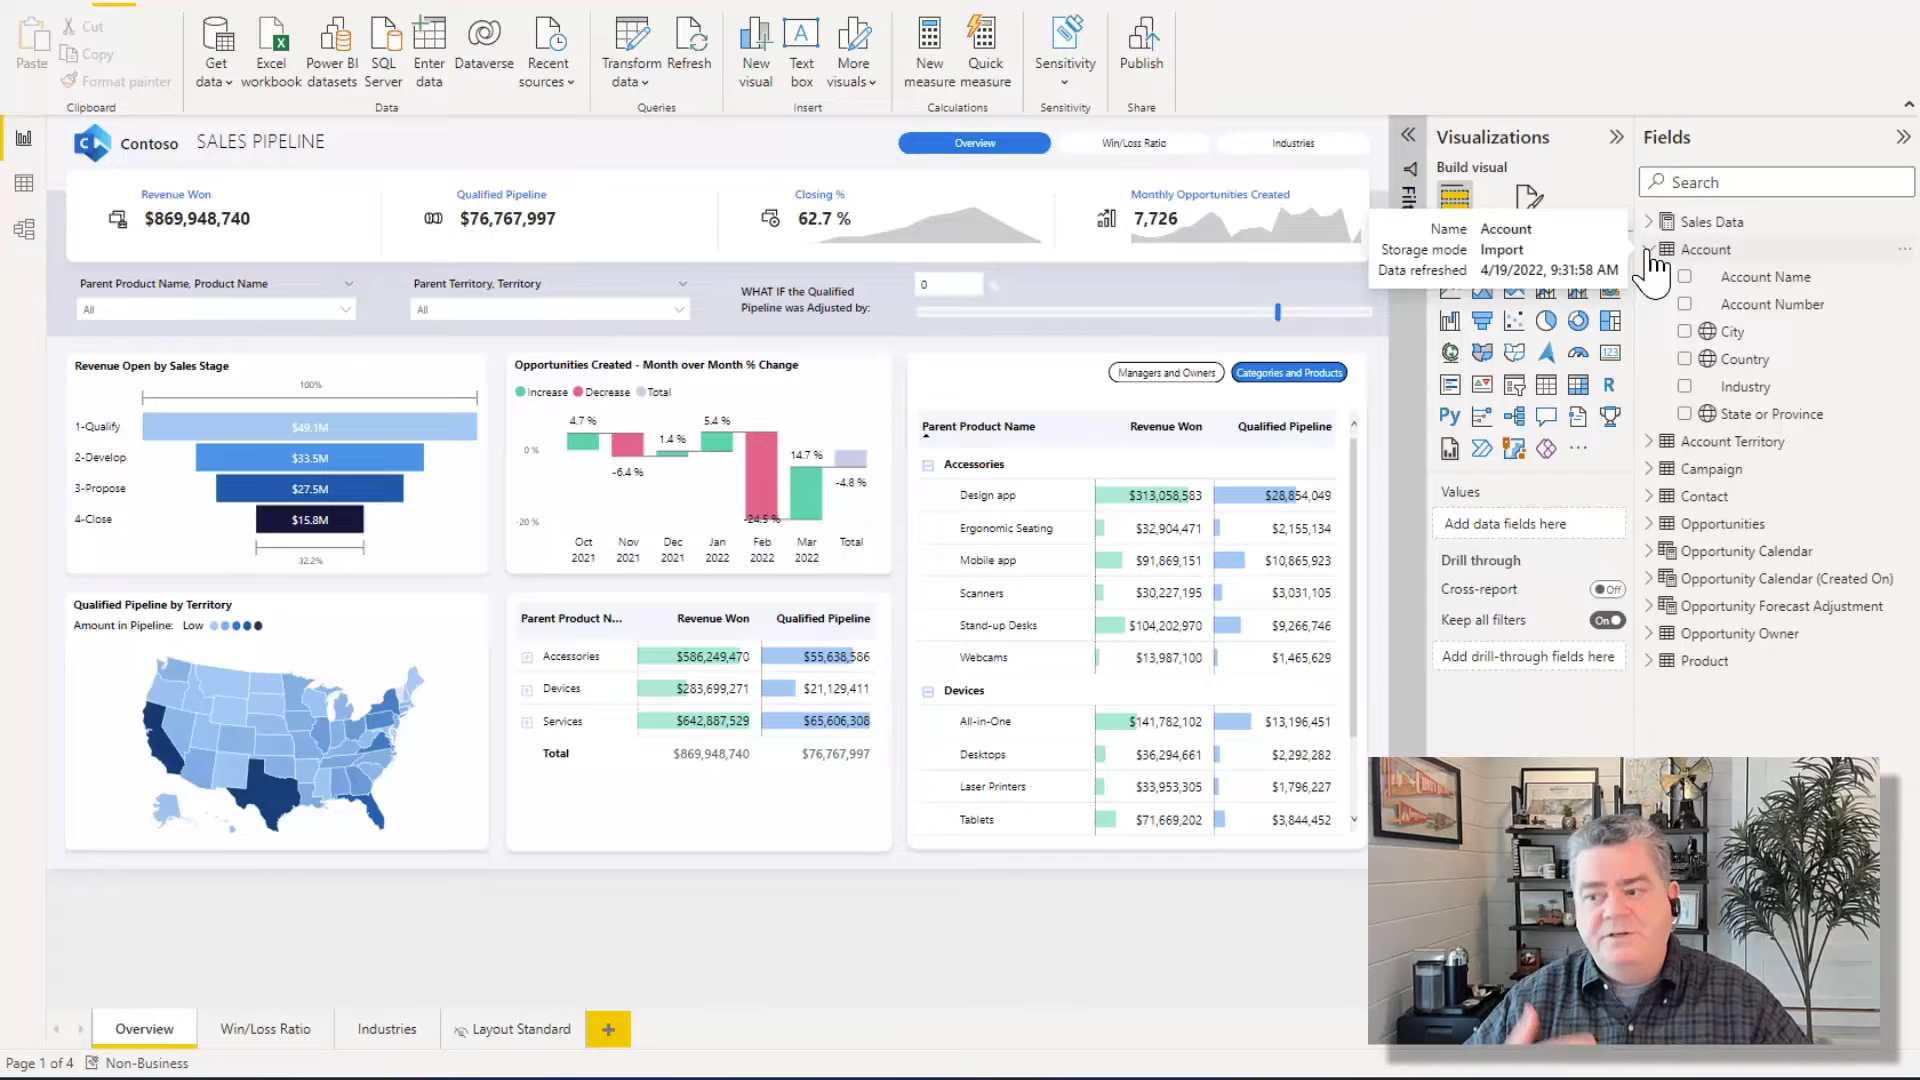 Paste
Cut
Copy
Format painter
Clipboard
Get data
Excel workbook
Power BI datasets
SQL Server
Enter data
Dataverse
Recent sources
Data
Transform data
Refresh
Queries
New visual
Text box
More visuals
Insert
New measure
Quick measure
Calculations
Sensitivity
Sensitivity
Publish
Share
Contoso SALES PIPELINE
Overview
Win/Loss Ratio
Industries
Revenue Won
$869,948,740
Qualified Pipeline
$76,767,997
Closing %
62.7 %
Monthly Opportunities Created
7,726
Parent Product Name, Product Name
All
Parent Territory, Territory
All
WHAT IF the Qualified
Pipeline was Adjusted by:
0
Revenue Open by Sales Stage
100%
1-Qualify $49.1M
2-Develop $33.5M
3-Propose $27.5M
4-Close $15.8M
32.2%
Opportunities Created - Month over Month % Change
Increase Decrease Total
0 %
-20 %
4.7 %
-6.4 %
1.4 %
5.4 %
-24.5 %
14.7 %
-4.8 %
Oct 2021
Nov 2021
Dec 2021
Jan 2022
Feb 2022
Mar 2022
Total
Managers and Owners
Categories and Products
Parent Product Name Revenue Won Qualified Pipeline
Accessories
Design app $313,058,583 $28,854,049
Ergonomic Seating $32,904,471 $2,155,134
Mobile app $91,869,151 $10,865,923
Scanners $30,227,195 $3,031,105
Stand-up Desks $104,202,970 $9,266,746
Webcams $13,987,100 $1,465,629
Devices
All-in-One $141,782,102 $13,196,451
Desktops $36,294,661 $2,292,282
Laser Printers $33,953,305 $1,796,227
Tablets $71,669,202 $3,844,452
Qualified Pipeline by Territory
Amount in Pipeline: Low
Parent Product N... Revenue Won Qualified Pipeline
Accessories $586,249,470 $55,638,586
Devices $283,699,271 $21,129,411
Services $642,887,529 $65,606,308
Total $869,948,740 $76,767,997
Filt
Visualizations
Build visual
Name Account
Storage mode Import
Data refreshed 4/19/2022, 9:31:58 AM
123
R
Py
Values
Add data fields here
Drill through
Cross-report Off
Keep all filters On
Add drill-through fields here
Fields
Search
Sales Data
Account
Account Name
Account Number
City
Country
Industry
State or Province
Account Territory
Campaign
Contact
Opportunities
Opportunity Calendar
Opportunity Calendar (Created On)
Opportunity Forecast Adjustment
Opportunity Owner
Product
Overview
Win/Loss Ratio
Industries
Layout Standard
Page 1 of 4
Non-Business